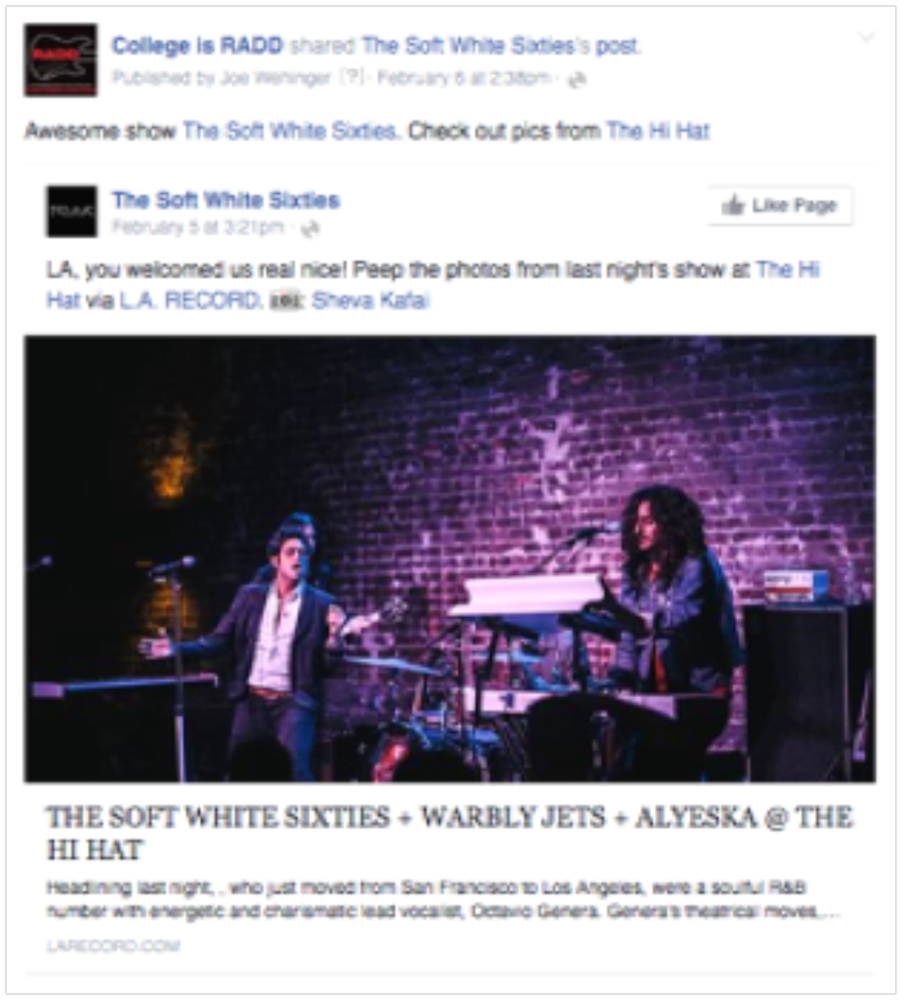 RADD
College is RADD shared The Soft White Sixties's post.
Published by Joe Weninger [?] · February 6 at 2:38pm ·
Awesome show The Soft White Sixties. Check out pics from The Hi Hat
The Soft White Sixties
February 5 at 3:21pm ·
Like Page
LA, you welcomed us real nice! Peep the photos from last night's show at The Hi
Hat via L.A. RECORD. : Sheva Kafai
THE SOFT WHITE SIXTIES + WARBLY JETS + ALYESKA @ THE
HI HAT
Headlining last night, , who just moved from San Francisco to Los Angeles, were a soulful R&B
number with energetic and charismatic lead vocalist, Octavio Genera. Genera's theatrical moves,...
LARECORD.COM